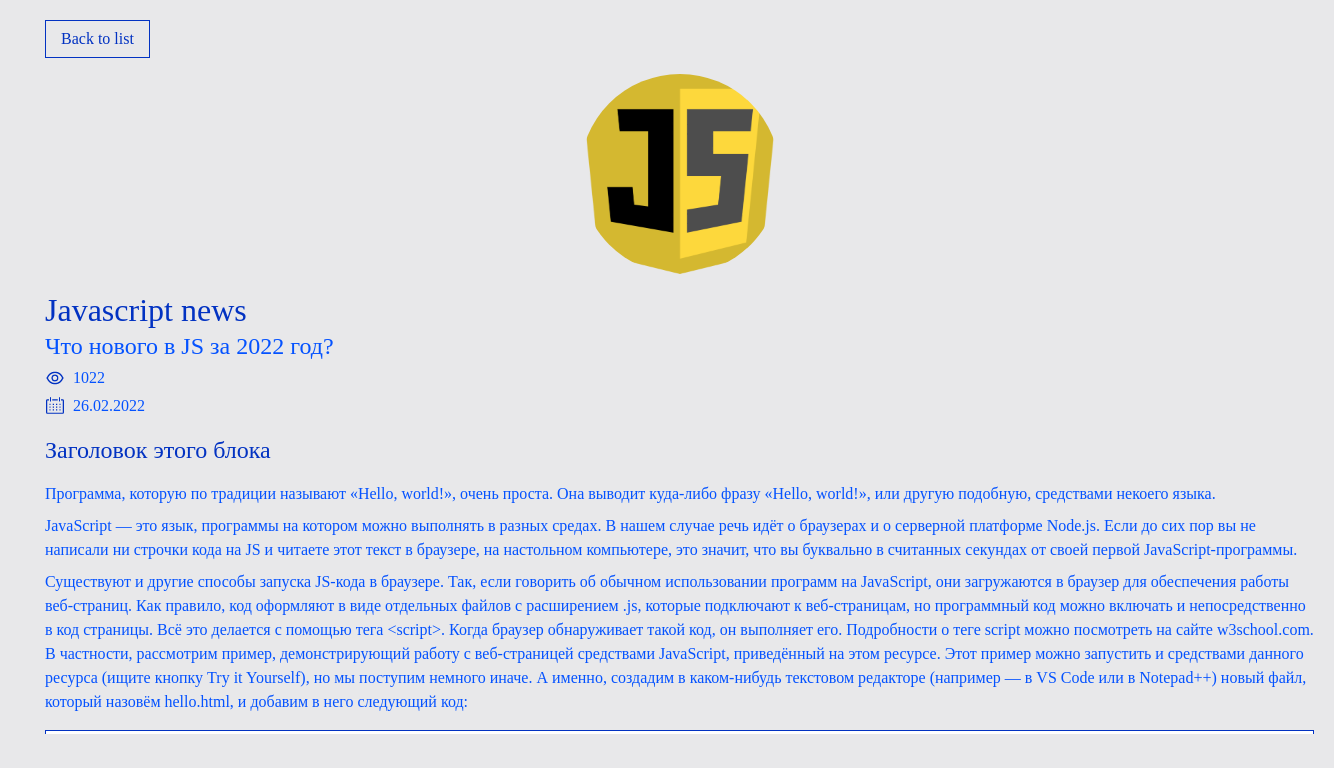 Back to list
JS
Javascript news
Что нового в JS за 2022 год?
1022
26.02.2022
Заголовок этого блока
Программа, которую по традиции называют «Hello, world!», очень проста. Она выводит куда-либо фразу «Hello, world!», или другую подобную, средствами некоего языка.
JavaScript — это язык, программы на котором можно выполнять в разных средах. В нашем случае речь идёт о браузерах и о серверной платформе Node.js. Если до сих пор вы не
написали ни строчки кода на JS и читаете этот текст в браузере, на настольном компьютере, это значит, что вы буквально в считанных секундах от своей первой JavaScript-программы.
Существуют и другие способы запуска JS-кода в браузере. Так, если говорить об обычном использовании программ на JavaScript, они загружаются в браузер для обеспечения работы
веб-страниц. Как правило, код оформляют в виде отдельных файлов с расширением .js, которые подключают к веб-страницам, но программный код можно включать и непосредственно
в код страницы. Всё это делается с помощью тега <script>. Когда браузер обнаруживает такой код, он выполняет его. Подробности о теге script можно посмотреть на сайте w3school.com.
В частности, рассмотрим пример, демонстрирующий работу с веб-страницей средствами JavaScript, приведённый на этом ресурсе. Этот пример можно запустить и средствами данного
ресурса (ищите кнопку Try it Yourself), но мы поступим немного иначе. А именно, создадим в каком-нибудь текстовом редакторе (например — в VS Code или в Notepad++) новый файл,
который назовём hello.html, и добавим в него следующий код: